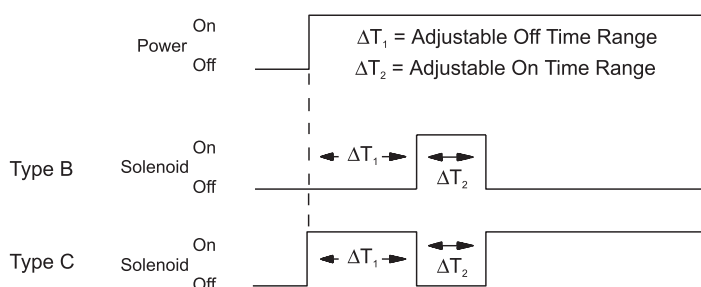 On
Power
Off
ΔT₁ = Adjustable Off Time Range
ΔT₂ = Adjustable On Time Range
Type B
Solenoid
On
Off
ΔT₁
ΔT₂
Type C
Solenoid
On
Off
ΔT₁
ΔT₂